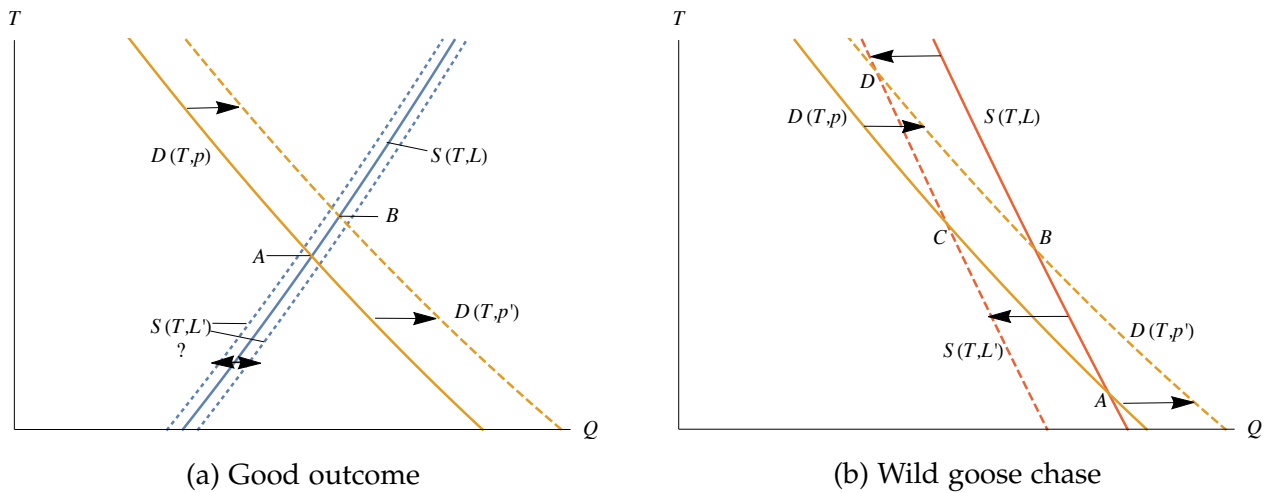 T
D(T,p)
S(T,L)
B
A
S(T,L')
?
D(T,p')
Q
(a) Good outcome
T
D
D(T,p)
S(T,L)
C
B
D(T,p')
S(T,L')
A
Q
(b) Wild goose chase